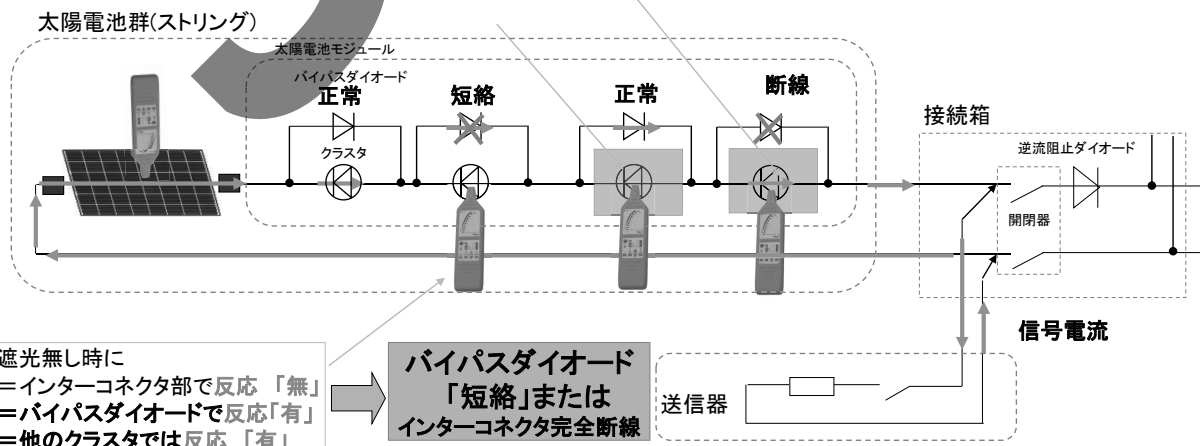 太陽電池群(ストリング)
太陽電池モジュール
バイパスダイオード
正常
短絡
正常
断線
クラスタ
接続箱
逆流阻止ダイオード
開閉器
信号電流
遮光無し時に
=インターコネクタ部で反応 「無」
=バイパスダイオードで反応「有」
=他のクラスタでは反応 「有」
バイパスダイオード
「短絡」または
インターコネクタ完全断線
送信器